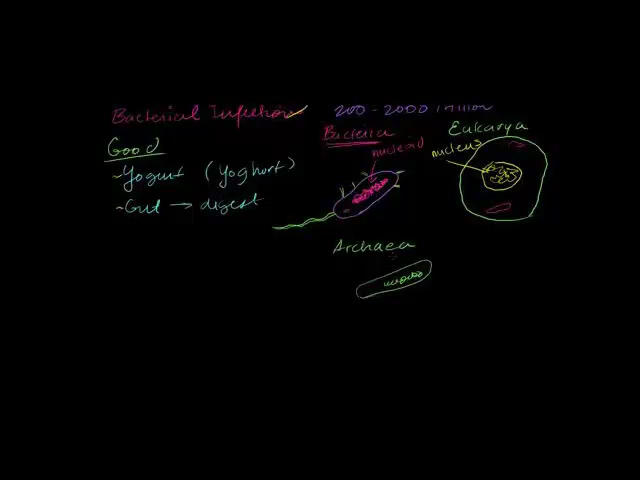 Bacterial Infection
200-2000 trillion
Good
~Yogurt (Yoghurt)
~Gut → digest
Bacteria
nucleoid
Eukarya
nucleus
Archaea